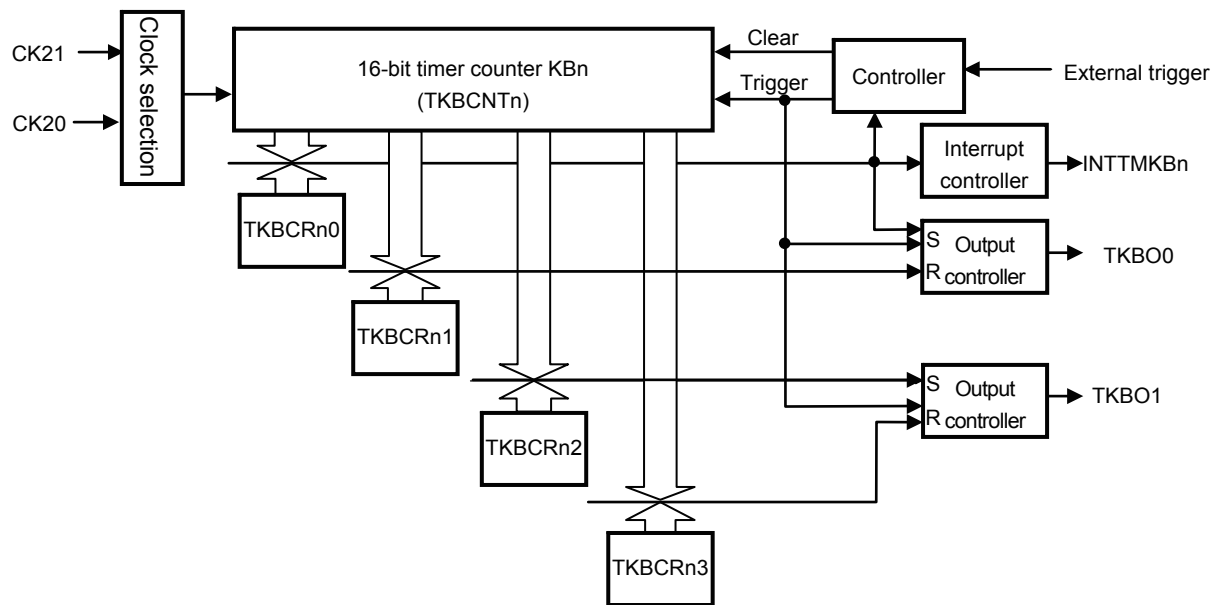 CK21
CK20
Clock selection
16-bit timer counter KBn
(TKBCNTn)
Clear
Trigger
Controller
External trigger
Interrupt
controller
INTTMKBn
TKBCRn0
S
R
Output
controller
TKBO0
TKBCRn1
S
R
Output
controller
TKBO1
TKBCRn2
TKBCRn3